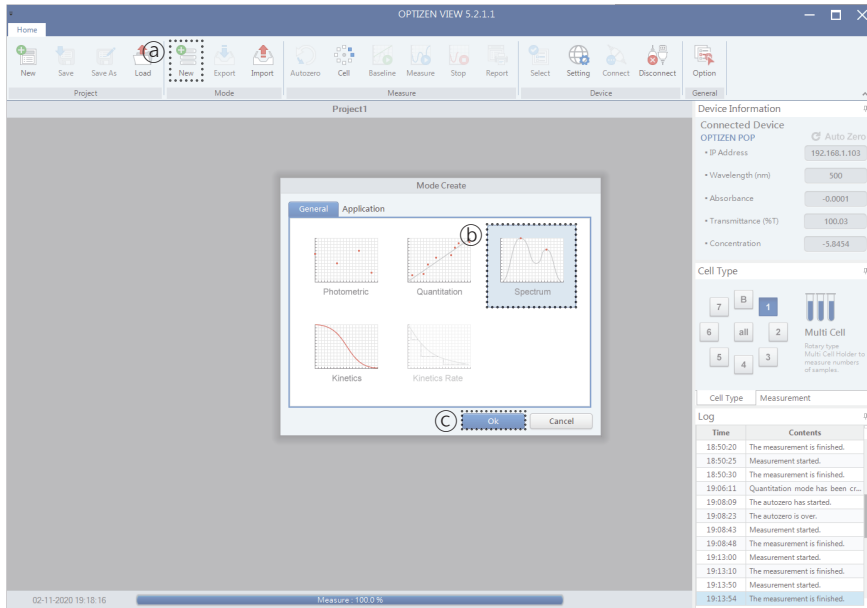 OPTIZEN VIEW 5.2.1.1
Home
ⓐ
New Save Save As Load New Export Import Autozero Cell Baseline Measure Stop Report Select Setting Connect Disconnect Option
Project Mode Measure Device General
Project1
Mode Create
General Application
ⓑ
Photometric Quantitation Spectrum
Kinetics Kinetics Rate
ⓒ
Ok Cancel
Device Information
Connected Device
OPTIZEN POP Auto Zero
• IP Address 192.168.1.103
• Wavelength (nm) 500
• Absorbance -0.0001
• Transmittance (%T) 100.03
• Concentration -5.8454
Cell Type
7 B 1
6 all 2
5 4 3
Multi Cell
Rotary type
Multi Cell Holder to
measure numbers
of samples.
Cell Type Measurement
Log
Time Contents
18:50:20 The measurement is finished.
18:50:25 Measurement started.
18:50:30 The measurement is finished.
19:06:11 Quantitation mode has been cr...
19:08:09 The autozero has started.
19:08:23 The autozero is over.
19:08:43 Measurement started.
19:08:48 The measurement is finished.
19:13:00 Measurement started.
19:13:10 The measurement is finished.
19:13:50 Measurement started.
19:13:54 The measurement is finished.
02-11-2020 19:18:16 Measure : 100.0 %